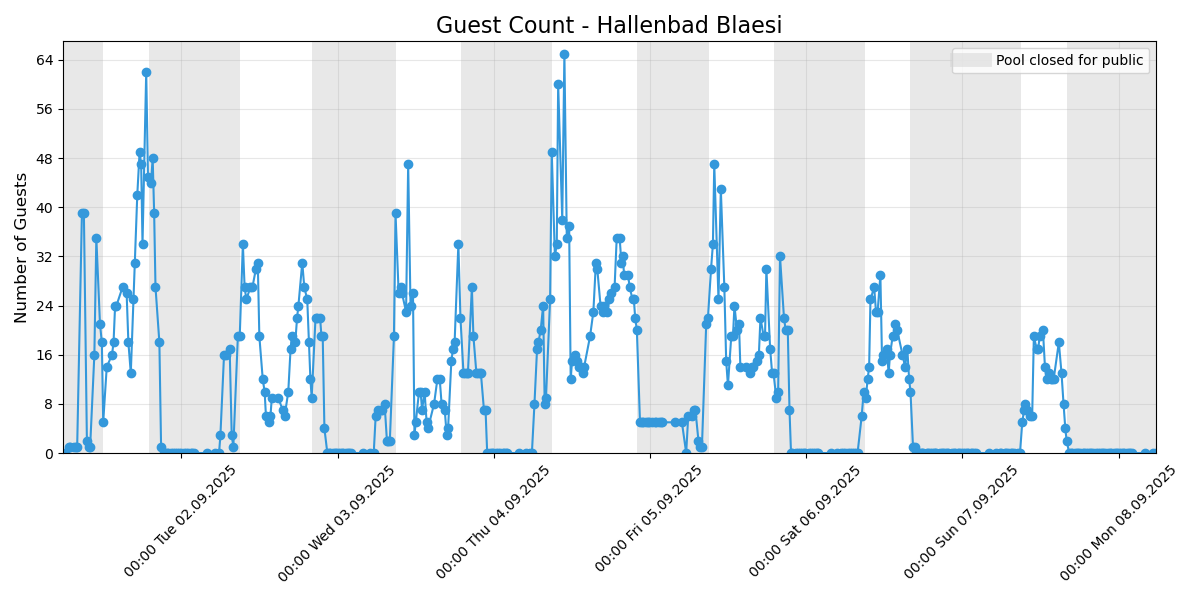 Guest Count - Hallenbad Blaesi
Pool closed for public
Number of Guests
64
56
48
40
32
24
16
8
0
00:00 Tue 02.09.2025
00:00 Wed 03.09.2025
00:00 Thu 04.09.2025
00:00 Fri 05.09.2025
00:00 Sat 06.09.2025
00:00 Sun 07.09.2025
00:00 Mon 08.09.2025